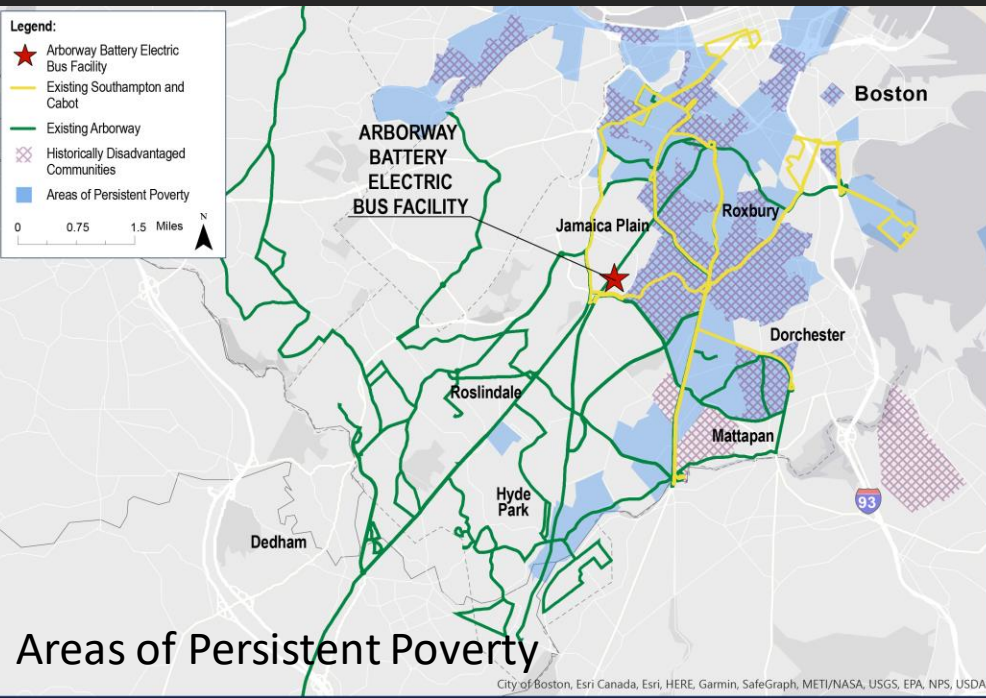 Legend:
Arborway Battery Electric
Bus Facility
Existing Southampton and
Cabot
Existing Arborway
Historically Disadvantaged
Communities
Areas of Persistent Poverty
0 0.75 1.5 Miles
N
ARBORWAY
BATTERY
ELECTRIC
BUS FACILITY
Boston
Jamaica Plain
Roxbury
Dorchester
Roslindale
Mattapan
Hyde
Park
93
Dedham
Areas of Persistent Poverty
City of Boston, Esri Canada, Esri, HERE, Garmin, SafeGraph, METI/NASA, USGS, EPA, NPS, USDA